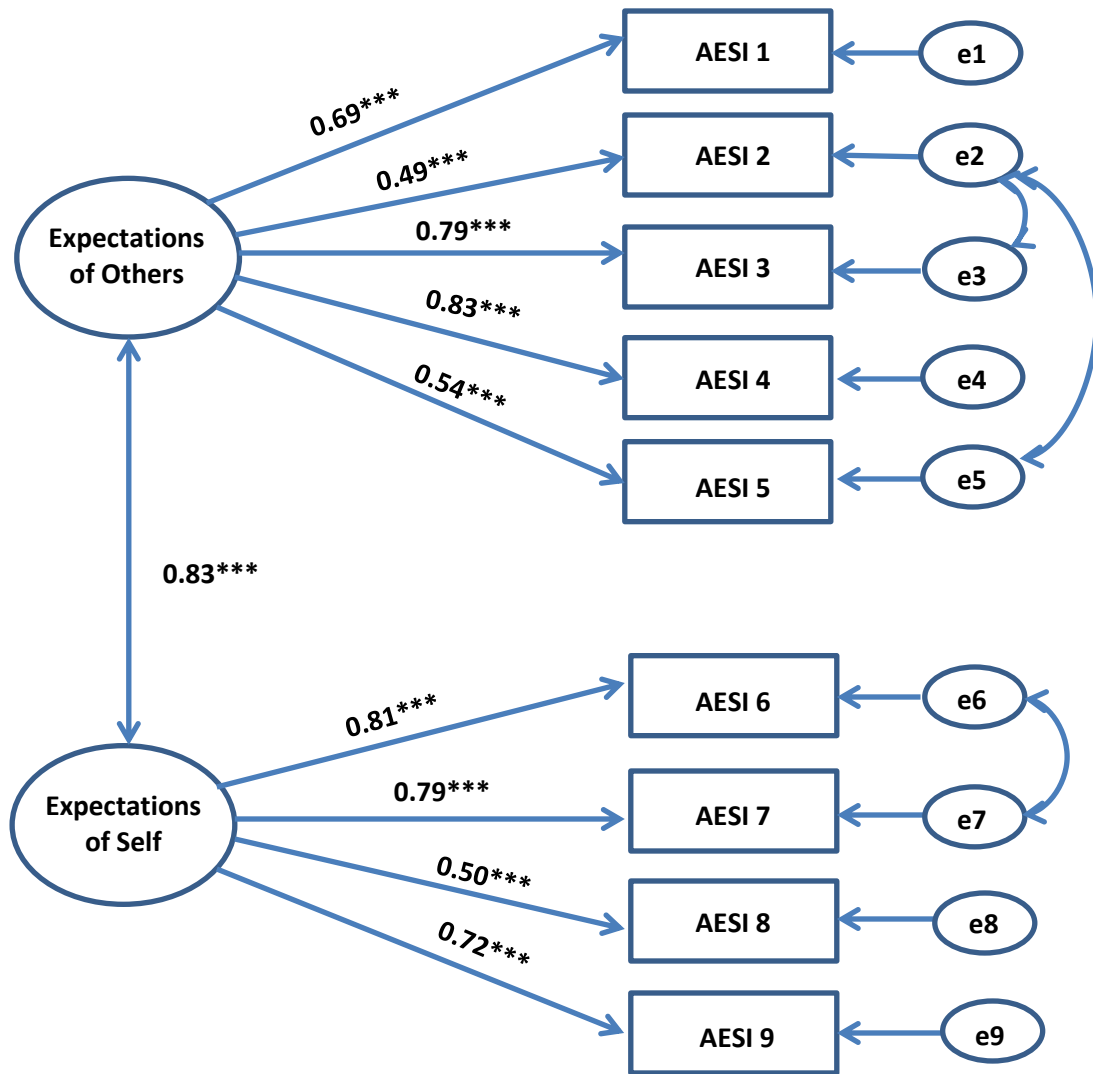 AESI 1
e1
0.69***
AESI 2
e2
0.49***
Expectations
of Others
0.79***
AESI 3
e3
0.83***
AESI 4
e4
0.54***
AESI 5
e5
0.83***
0.81***
AESI 6
e6
Expectations
of Self
0.79***
AESI 7
e7
0.50***
AESI 8
e8
0.72***
AESI 9
e9